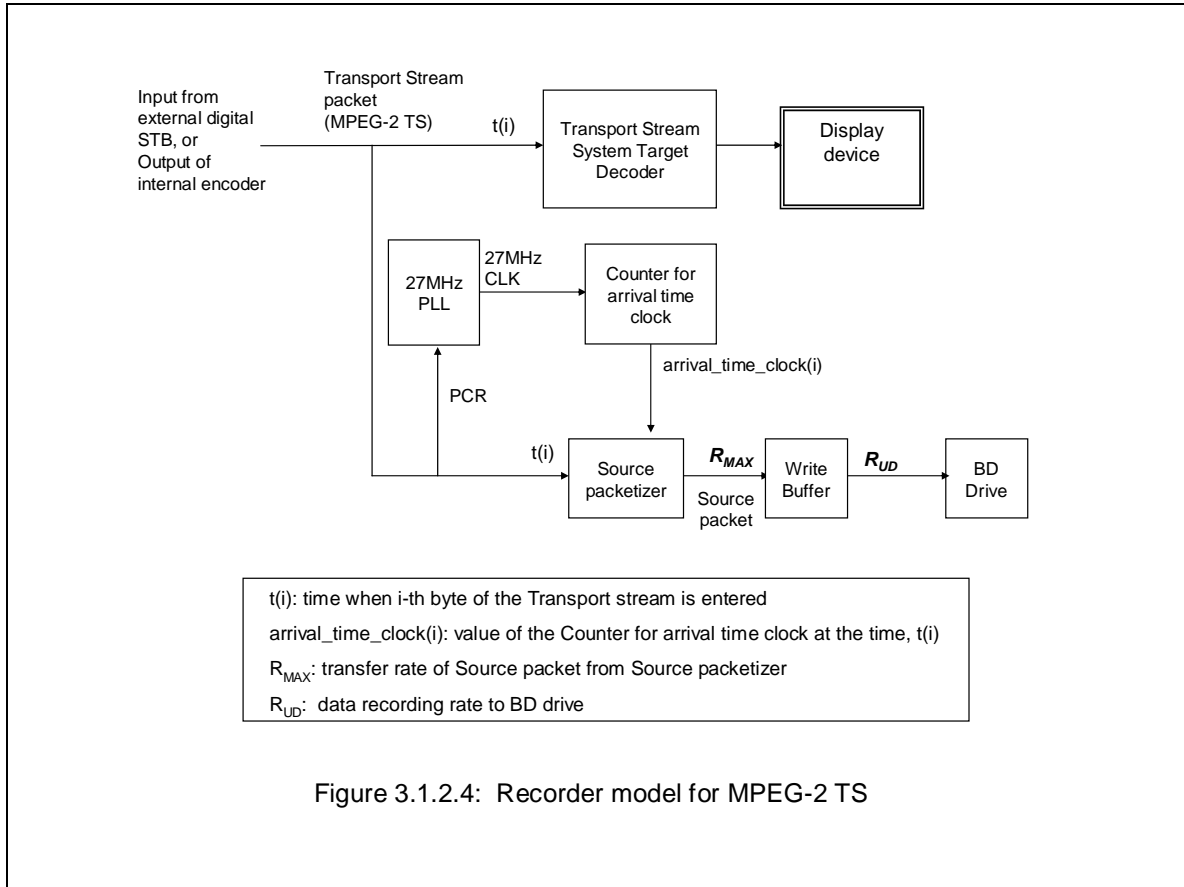 Input from
external digital
STB, or
Output of
internal encoder
Transport Stream
packet
(MPEG-2 TS)
t(i)
Transport Stream
System Target
Decoder
Display
device
27MHz
PLL
27MHz
CLK
Counter for
arrival time
clock
arrival_time_clock(i)
PCR
t(i)
Source
packetizer
R_MAX
Source
packet
Write
Buffer
R_UD
BD
Drive
t(i): time when i-th byte of the Transport stream is entered
arrival_time_clock(i): value of the Counter for arrival time clock at the time, t(i)
R_MAX: transfer rate of Source packet from Source packetizer
R_UD: data recording rate to BD drive
Figure 3.1.2.4: Recorder model for MPEG-2 TS